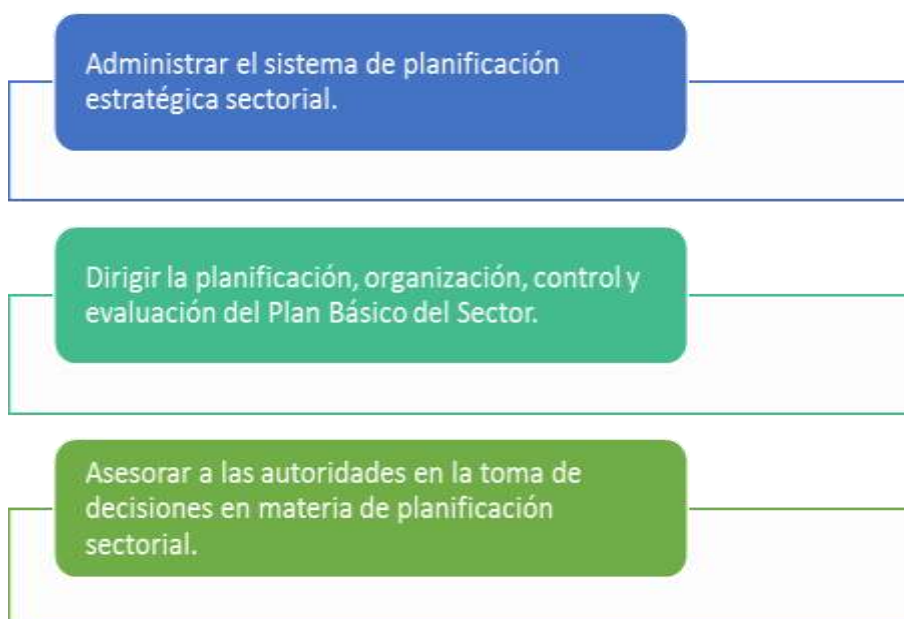 Administrar el sistema de planificación
estratégica sectorial.
Dirigir la planificación, organización, control y
evaluación del Plan Básico del Sector.
Asesorar a las autoridades en la toma de
decisiones en materia de planificación
sectorial.